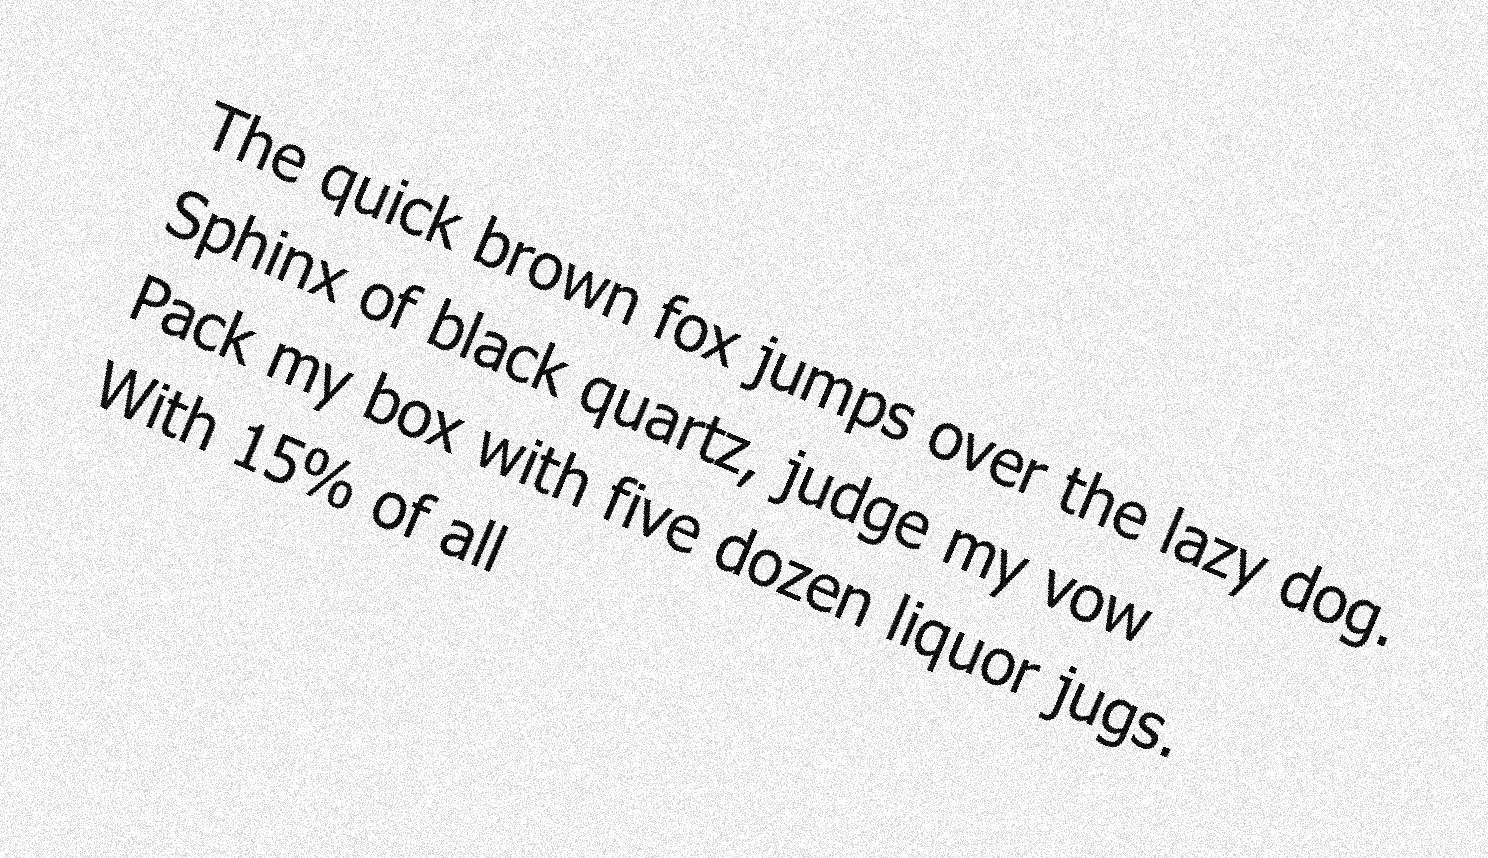 The quick brown fox jumps over the lazy dog.
Sphinx of black quartz, judge my vow
Pack my box with five dozen liquor jugs.
With 15% of all